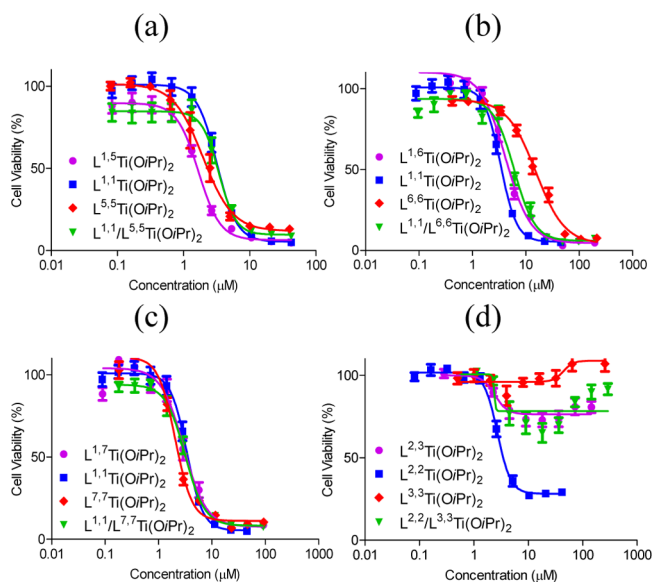 (a)
Cell Viability (%)
100
50
0
L1,5Ti(OiPr)2
L1,1Ti(OiPr)2
L5,5Ti(OiPr)2
L1,1/L5,5Ti(OiPr)2
0.01 0.1 1 10 100
Concentration (μM)
(b)
Cell Viability (%)
100
50
0
L1,6Ti(OiPr)2
L1,1Ti(OiPr)2
L6,6Ti(OiPr)2
L1,1/L6,6Ti(OiPr)2
0.01 0.1 1 10 100 1000
Concentration (μM)
(c)
Cell Viability (%)
100
50
0
L1,7Ti(OiPr)2
L1,1Ti(OiPr)2
L7,7Ti(OiPr)2
L1,1/L7,7Ti(OiPr)2
0.01 0.1 1 10 100 1000
Concentration (μM)
(d)
Cell Viability (%)
100
50
0
L2,3Ti(OiPr)2
L2,2Ti(OiPr)2
L3,3Ti(OiPr)2
L2,2/L3,3Ti(OiPr)2
0.01 0.1 1 10 100 1000
Concentration (μM)